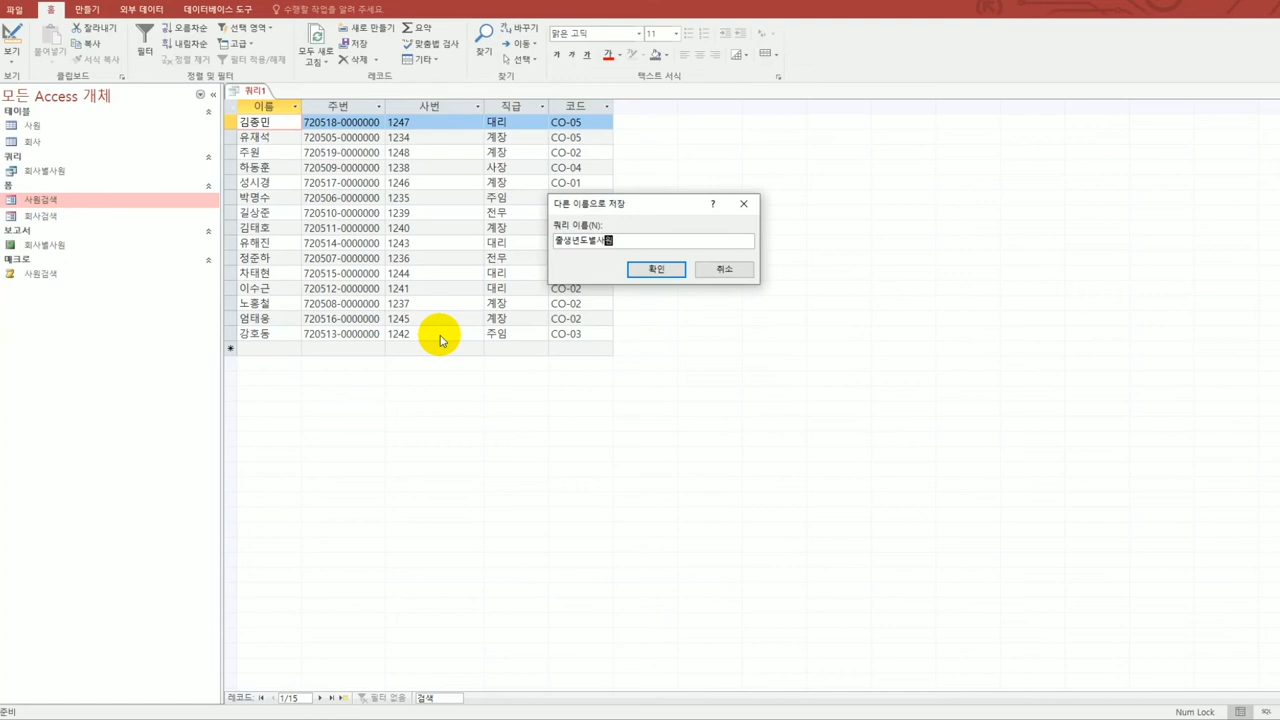 파일 홈 만들기 외부 데이터 데이터베이스 도구 수행할 작업을 알려 주세요.
잘라내기 오름차순 선택 영역 새로 만들기 요약 바꾸기 맑은 고딕 11
복사 내림차순 고급 저장 맞춤법 검사 이동
보기 붙여넣기 서식 복사 필터 정렬 제거 필터 적용/해제 모두 새로 고침 삭제 기타 찾기 선택 가 가 가 가
보기 클립보드 정렬 및 필터 레코드 찾기 텍스트 서식
모든 Access 개체
테이블
사원
회사
쿼리
회사별사원
폼
사원검색
회사검색
보고서
회사별사원
매크로
사원검색
쿼리1
이름 주번 사번 직급 코드
김종민 720518-0000000 1247 대리 CO-05
유재석 720505-0000000 1234 계장 CO-05
주원 720519-0000000 1248 계장 CO-02
하동훈 720509-0000000 1238 사장 CO-04
성시경 720517-0000000 1246 계장 CO-01
박명수 720506-0000000 1235 주임
길상준 720510-0000000 1239 전무
김태호 720511-0000000 1240 계장
유해진 720514-0000000 1243 대리
정준하 720507-0000000 1236 전무
차태현 720515-0000000 1244 대리
이수근 720512-0000000 1241 대리 CO-02
노홍철 720508-0000000 1237 계장 CO-02
엄태웅 720516-0000000 1245 계장 CO-02
강호동 720513-0000000 1242 주임 CO-03
다른 이름으로 저장 ?
쿼리 이름(N):
출생년도별사원
확인 취소
레코드: 1/15 필터 없음 검색
준비 Num Lock SQL